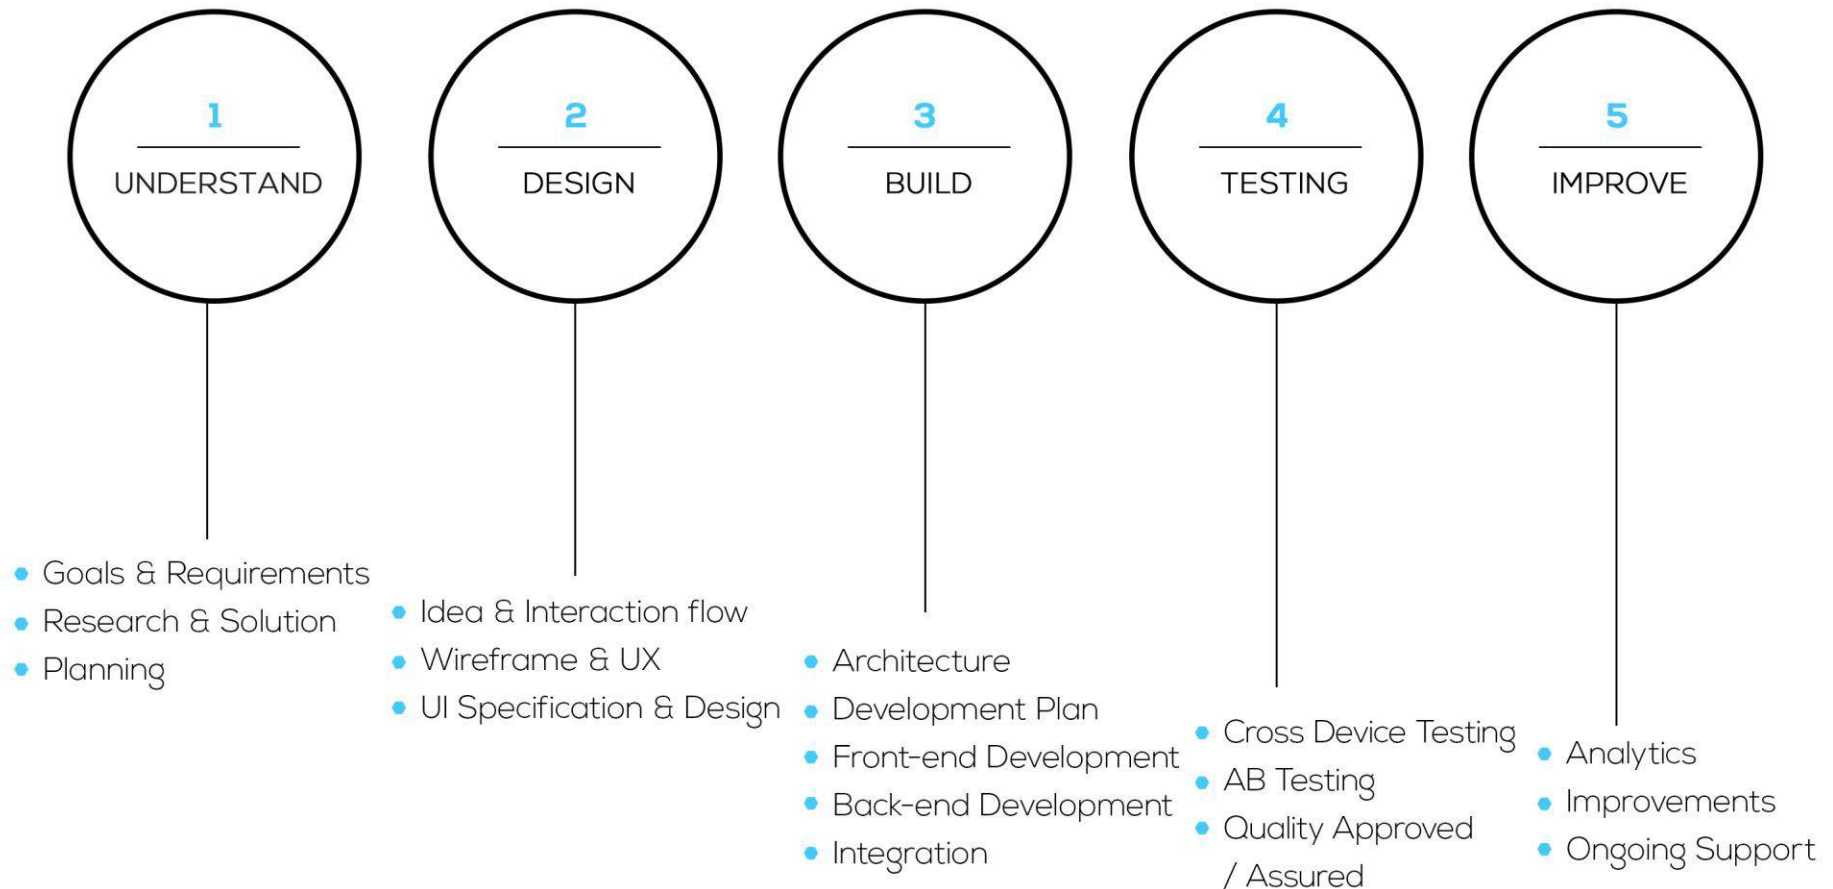 1
UNDERSTAND
Goals & Requirements
Research & Solution
Planning
2
DESIGN
Idea & Interaction flow
Wireframe & UX
UI Specification & Design
3
BUILD
Architecture
Development Plan
Front-end Development
Back-end Development
Integration
4
TESTING
Cross Device Testing
AB Testing
Quality Approved
/ Assured
5
IMPROVE
Analytics
Improvements
Ongoing Support